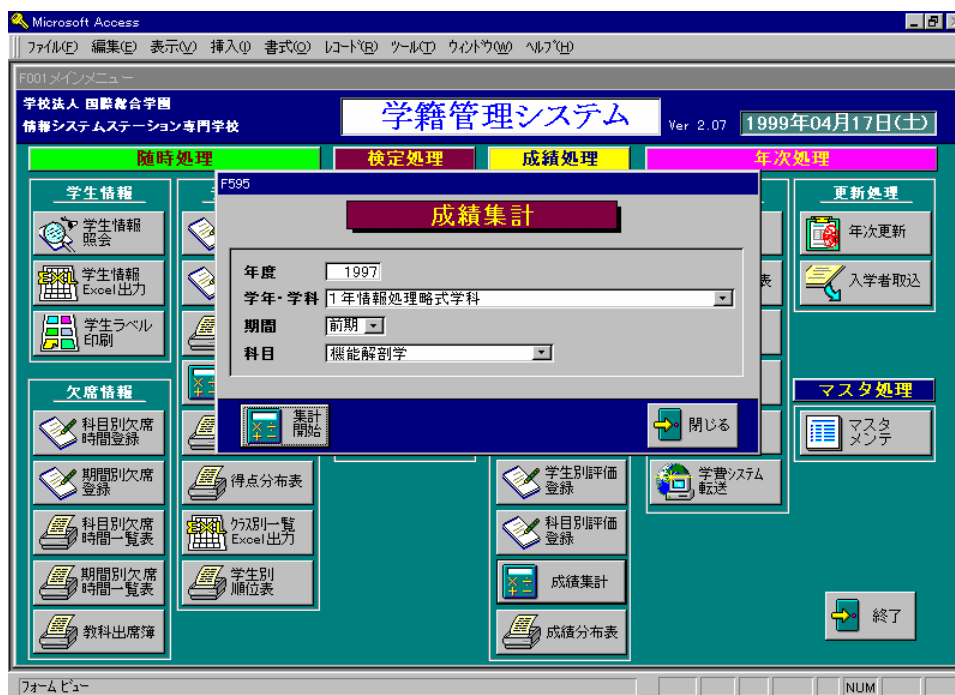 Microsoft Access
ファイル(F) 編集(E) 表示(V) 挿入(I) 書式(O) レコード(R) ツール(T) ウィンドウ(W) ヘルプ(H)
F001メインメニュー
学校法人 国際総合学園
情報システムステーション専門学校
学籍管理システム
Ver 2.07
1999年04月17日(土)
随時処理
検定処理
成績処理
年次処理
学生情報
更新処理
学生情報
照会
学生情報
Excel出力
学生ラベル
印刷
年次更新
入学者取込
表
F595
成績集計
年度
1997
学年・学科
1年情報処理略式学科
期間
前期
科目
機能解剖学
集計
開始
閉じる
欠席情報
マスタ処理
科目別欠席
時間登録
マスタ
メンテ
期間別欠席
登録
得点分布表
学生別評価
登録
学費システム
転送
科目別欠席
時間一覧表
クラス別一覧
Excel出力
科目別評価
登録
期間別欠席
時間一覧表
学生別
順位表
成績集計
教科出席簿
成績分布表
終了
フォーム ビュー
NUM